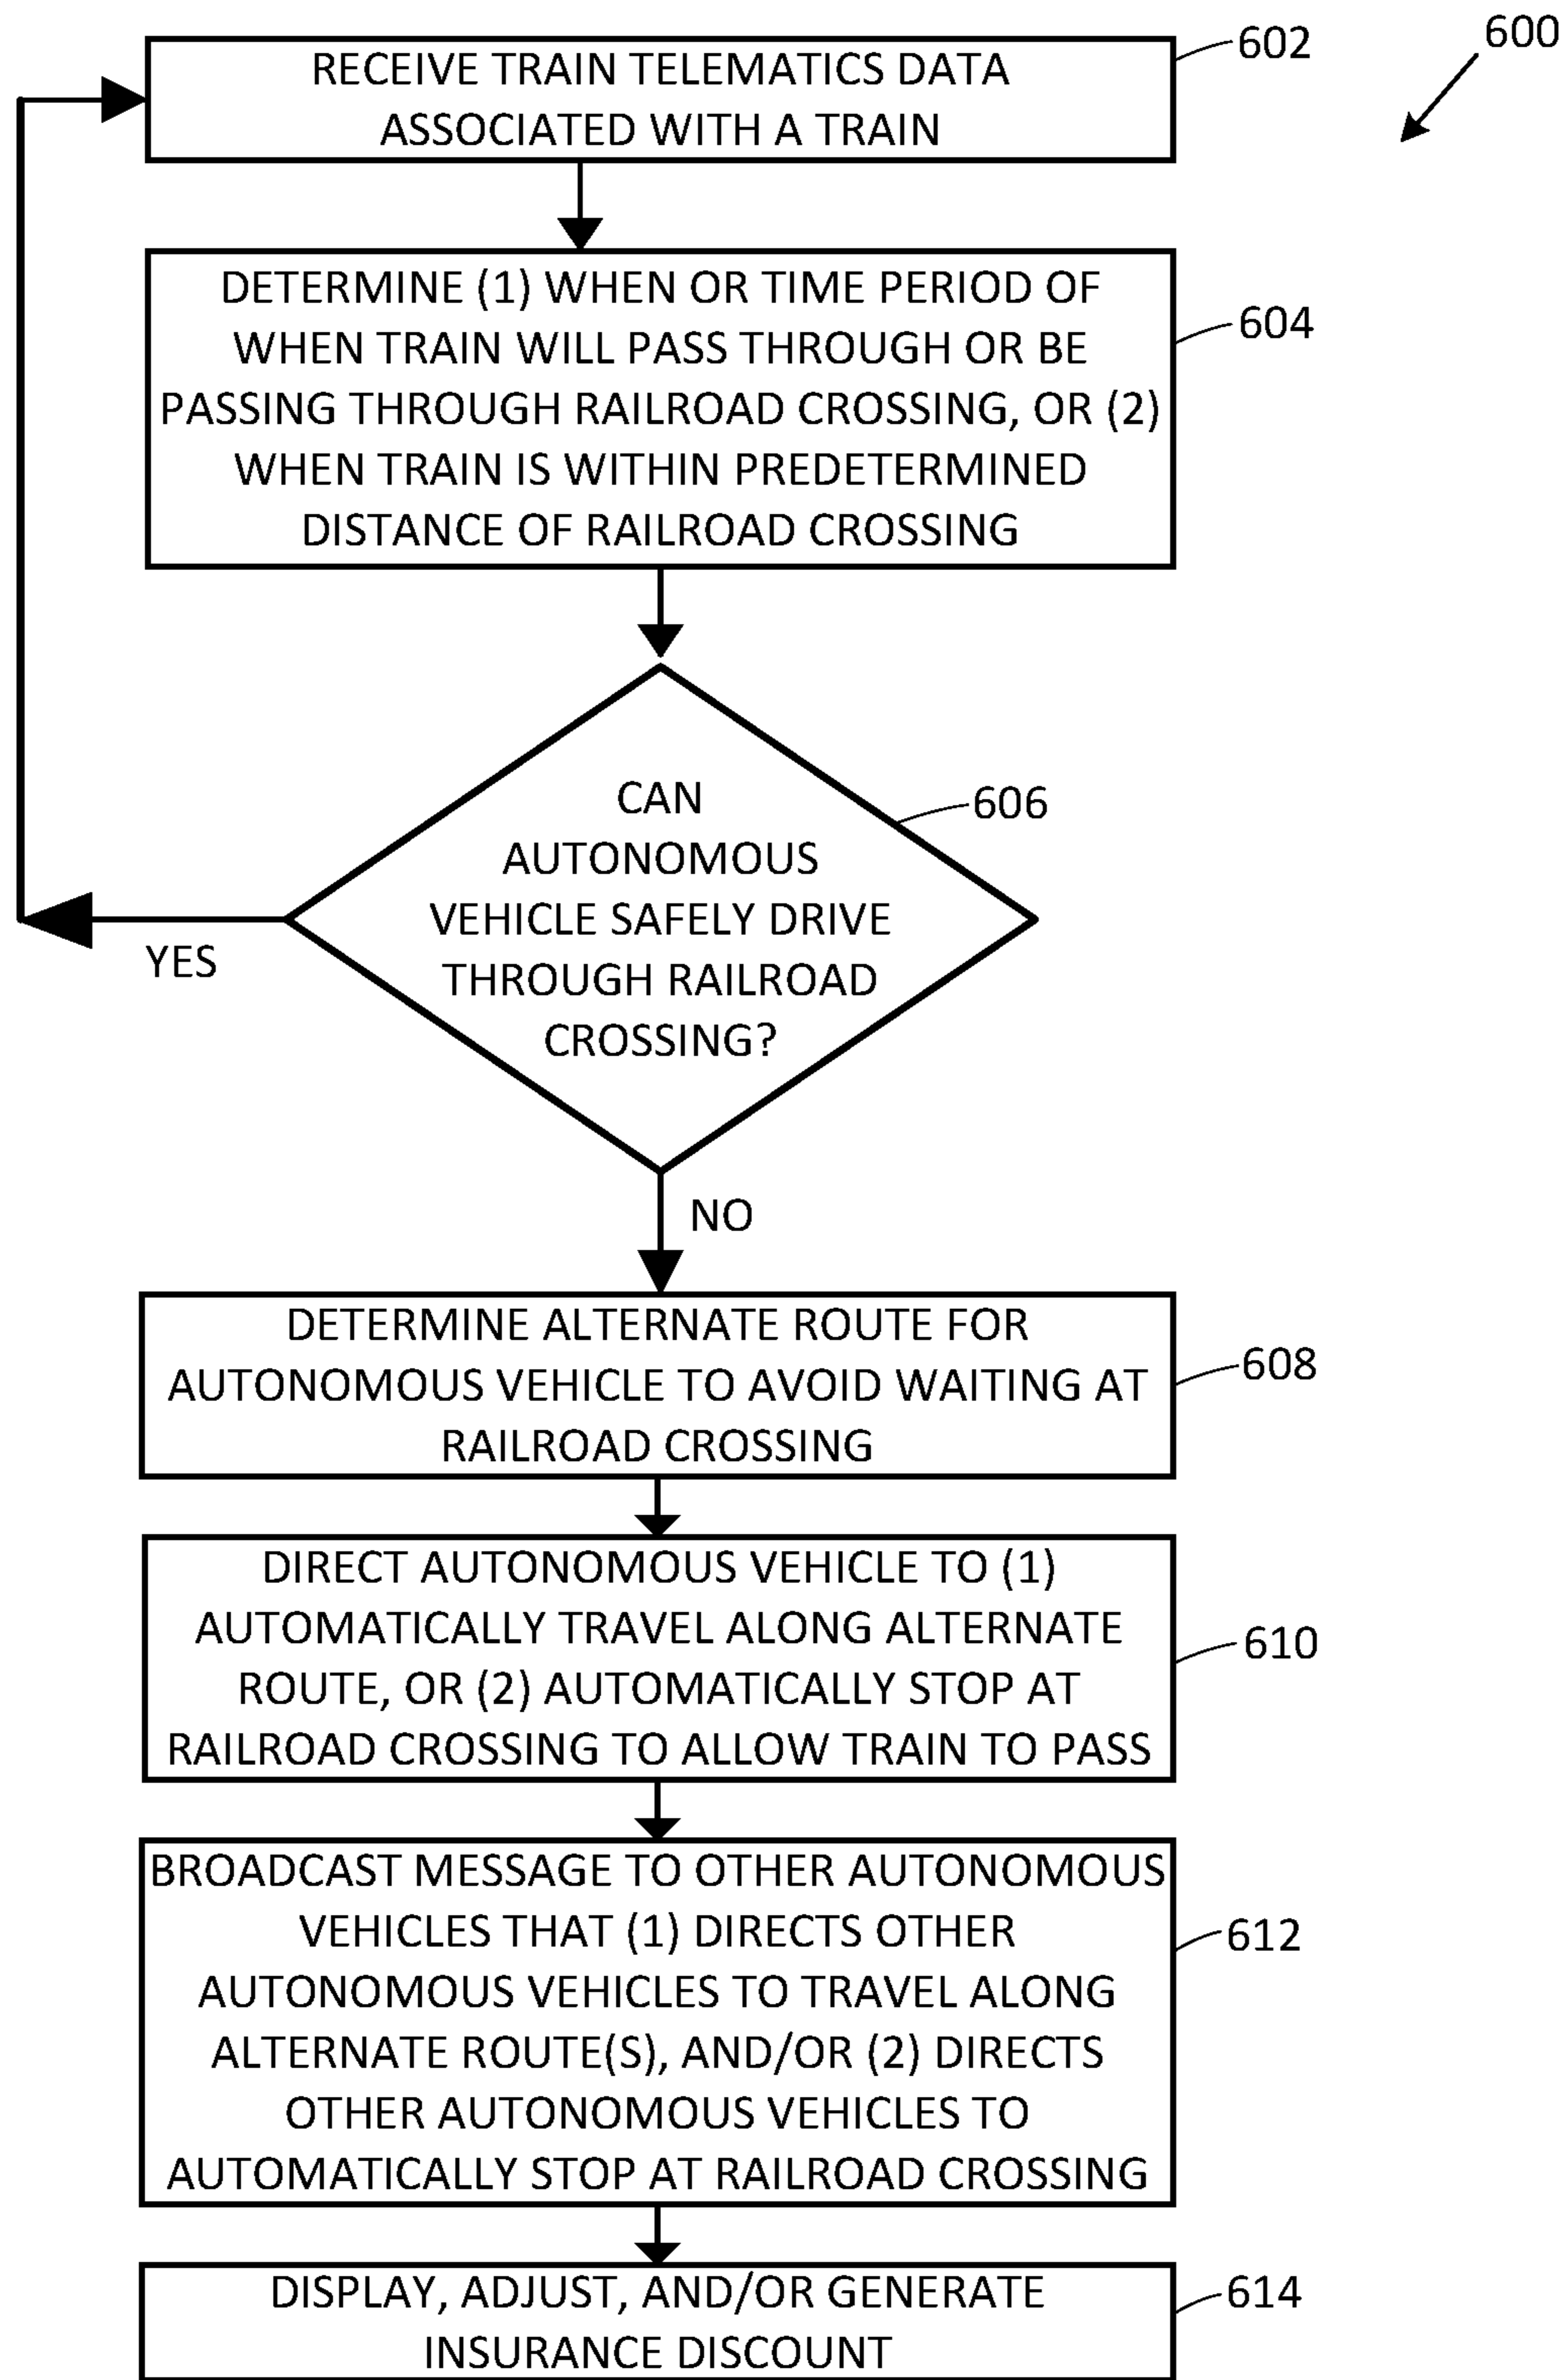 600
602
RECEIVE TRAIN TELEMATICS DATA
ASSOCIATED WITH A TRAIN
DETERMINE (1) WHEN OR TIME PERIOD OF
WHEN TRAIN WILL PASS THROUGH OR BE
PASSING THROUGH RAILROAD CROSSING, OR (2)
WHEN TRAIN IS WITHIN PREDETERMINED
DISTANCE OF RAILROAD CROSSING
604
CAN
AUTONOMOUS
VEHICLE SAFELY DRIVE
THROUGH RAILROAD
CROSSING?
606
YES
NO
DETERMINE ALTERNATE ROUTE FOR
AUTONOMOUS VEHICLE TO AVOID WAITING AT
RAILROAD CROSSING
608
DIRECT AUTONOMOUS VEHICLE TO (1)
AUTOMATICALLY TRAVEL ALONG ALTERNATE
ROUTE, OR (2) AUTOMATICALLY STOP AT
RAILROAD CROSSING TO ALLOW TRAIN TO PASS
610
BROADCAST MESSAGE TO OTHER AUTONOMOUS
VEHICLES THAT (1) DIRECTS OTHER
AUTONOMOUS VEHICLES TO TRAVEL ALONG
ALTERNATE ROUTE(S), AND/OR (2) DIRECTS
OTHER AUTONOMOUS VEHICLES TO
AUTOMATICALLY STOP AT RAILROAD CROSSING
612
DISPLAY, ADJUST, AND/OR GENERATE
INSURANCE DISCOUNT
614